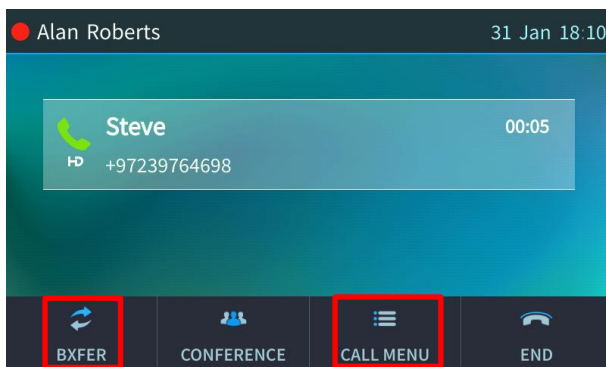 Alan Roberts 31 Jan 18:10
Steve 00:05
HD +97239764698
BXFER CONFERENCE CALL MENU END